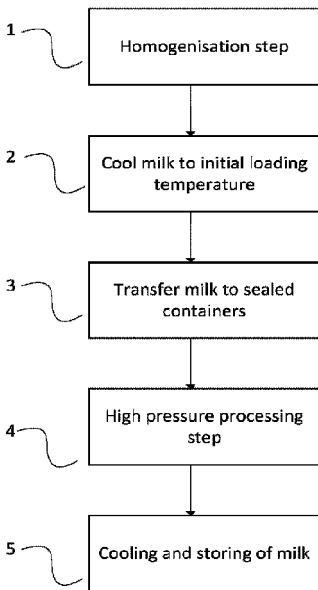 1
Homogenisation step
2
Cool milk to initial loading
temperature
3
Transfer milk to sealed
containers
4
High pressure processing
step
5
Cooling and storing of milk